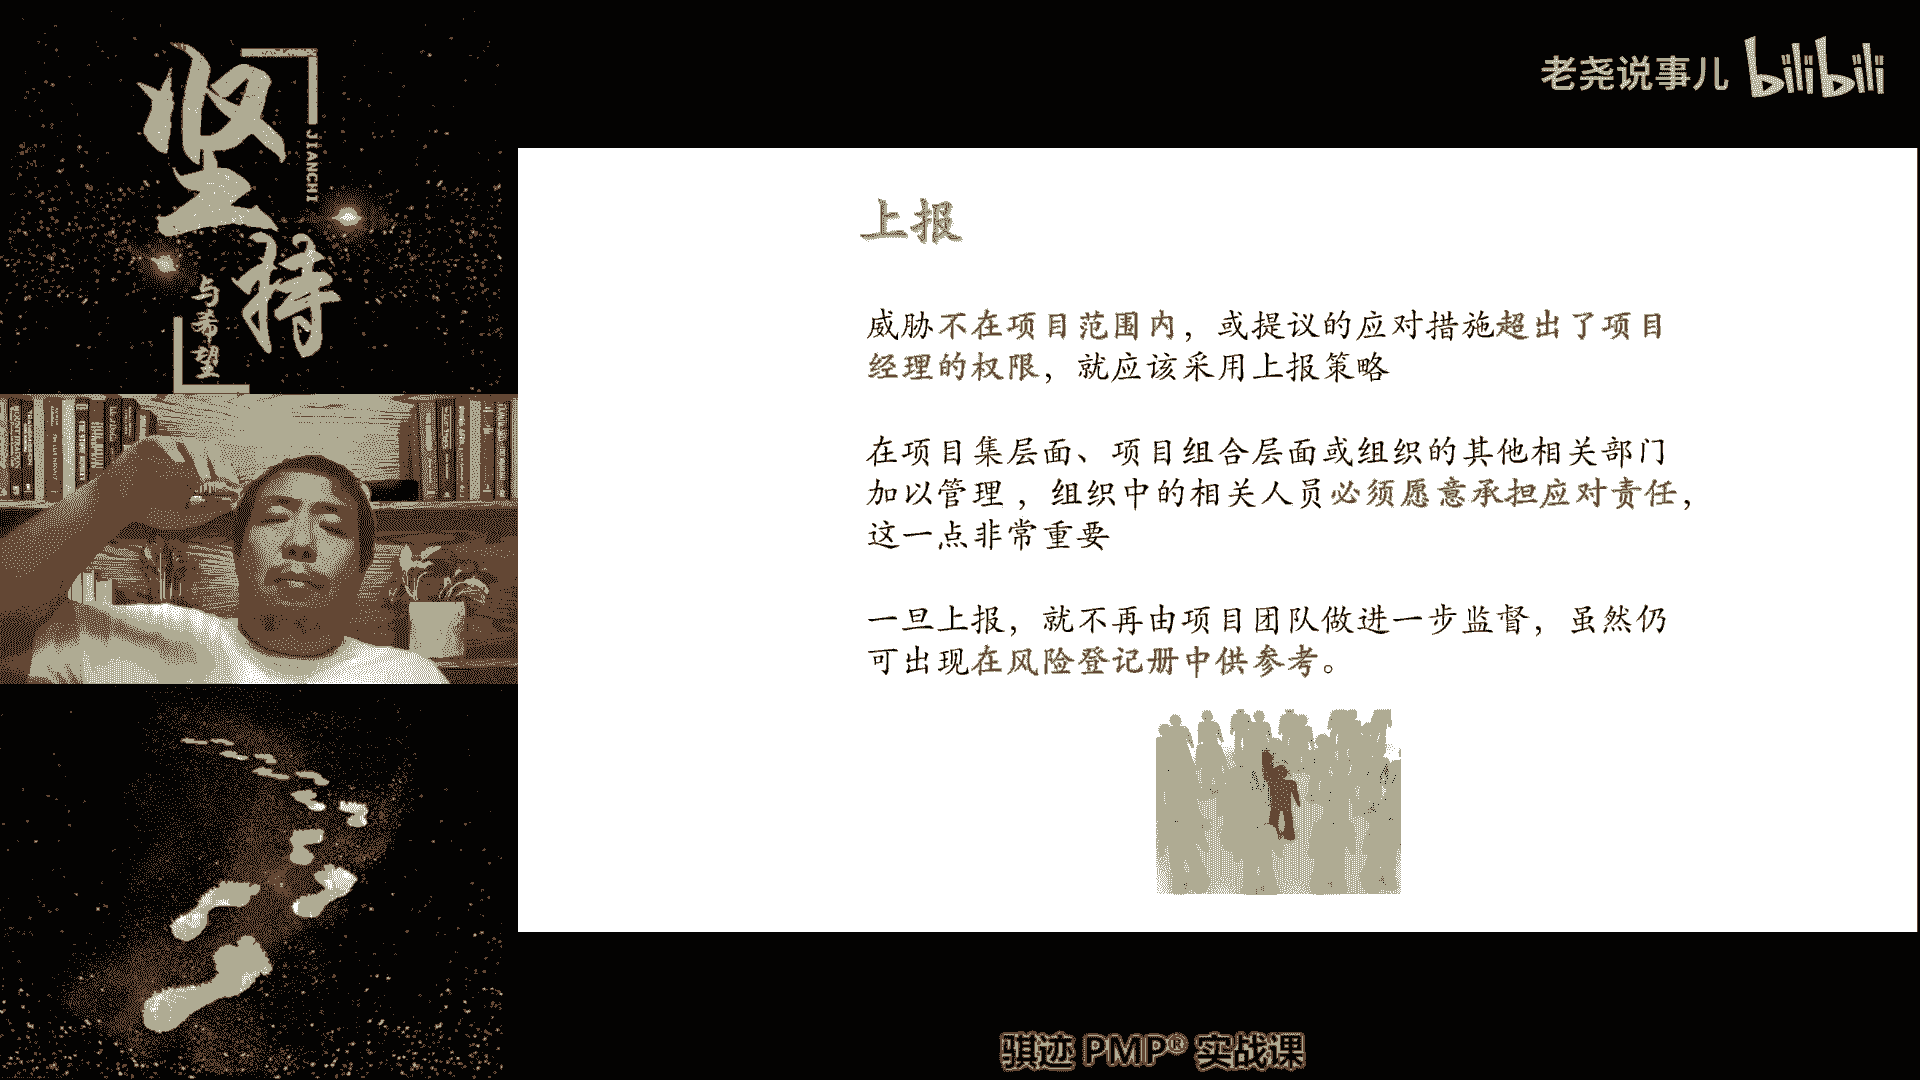 坚持
JIANCHI
与希望
老尧说事儿 bilibili
上报
威胁不在项目范围内，或提议的应对措施超出了项目
经理的权限，就应该采用上报策略
在项目集层面、项目组合层面或组织的其他相关部门
加以管理 ，组织中的相关人员必须愿意承担应对责任，
这一点非常重要
一旦上报，就不再由项目团队做进一步监督，虽然仍
可出现在风险登记册中供参考。
骐迹 PMP® 实战课